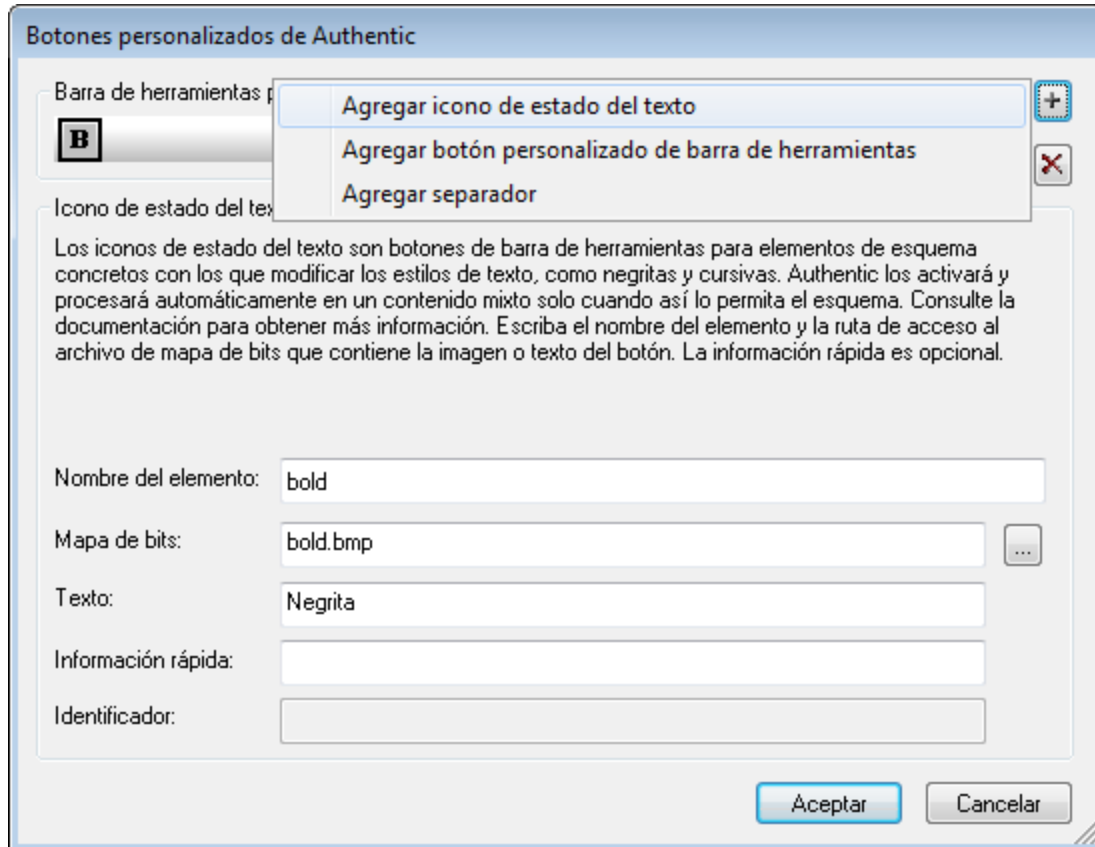 Botones personalizados de Authentic
Barra de herramientas
Agregar icono de estado del texto
+
B
Agregar botón personalizado de barra de herramientas
Agregar separador
Icono de estado del
Los iconos de estado del texto son botones de barra de herramientas para elementos de esquema
concretos con los que modificar los estilos de texto, como negritas y cursivas. Authentic los activará y
procesará automáticamente en un contenido mixto solo cuando así lo permita el esquema. Consulte la
documentación para obtener más información. Escriba el nombre del elemento y la ruta de acceso al
archivo de mapa de bits que contiene la imagen o texto del botón. La información rápida es opcional.
Nombre del elemento: bold
Mapa de bits: bold.bmp ...
Texto: Negrita
Información rápida:
Identificador:
Aceptar Cancelar